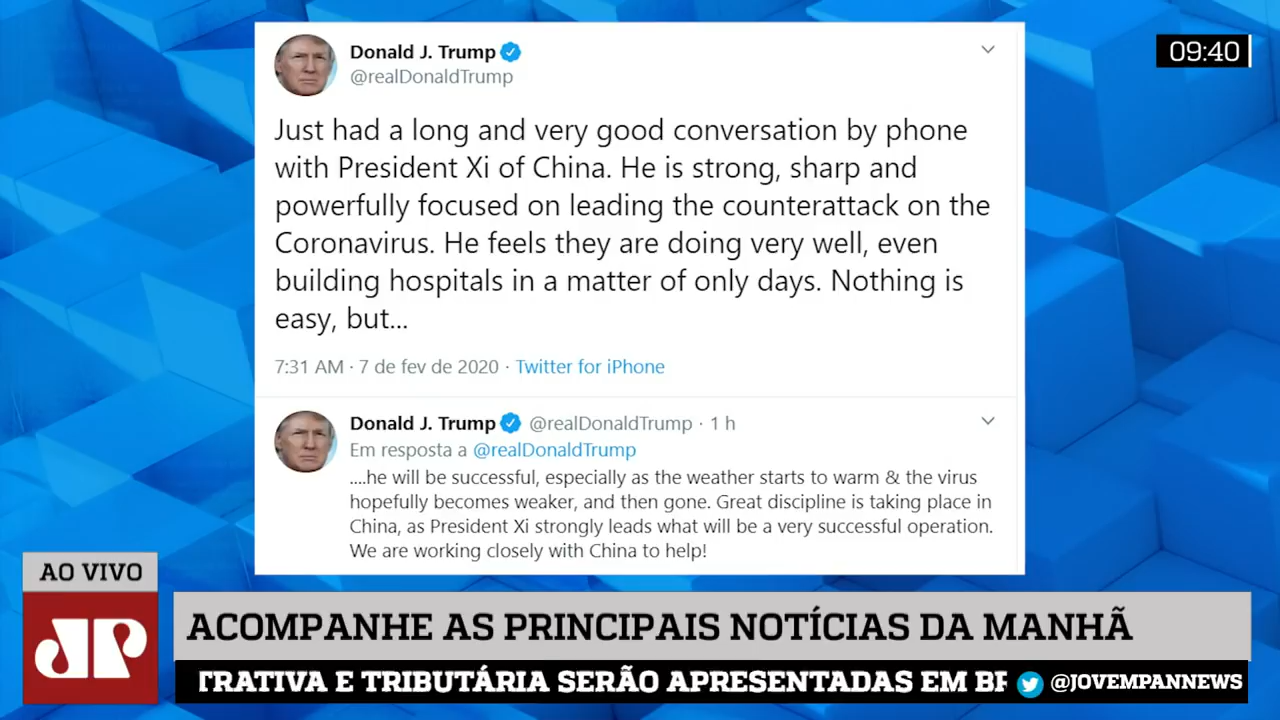 Donald J. Trump
@realDonaldTrump
09:40
Just had a long and very good conversation by phone
with President Xi of China. He is strong, sharp and
powerfully focused on leading the counterattack on the
Coronavirus. He feels they are doing very well, even
building hospitals in a matter of only days. Nothing is
easy, but...
7:31 AM · 7 de fev de 2020 · Twitter for iPhone
Donald J. Trump @realDonaldTrump · 1 h
Em resposta a @realDonaldTrump
....he will be successful, especially as the weather starts to warm & the virus
hopefully becomes weaker, and then gone. Great discipline is taking place in
China, as President Xi strongly leads what will be a very successful operation.
We are working closely with China to help!
AO VIVO
JP
ACOMPANHE AS PRINCIPAIS NOTÍCIAS DA MANHÃ
TRATIVA E TRIBUTÁRIA SERÃO APRESENTADAS EM BR
@JOVEMPANNEWS